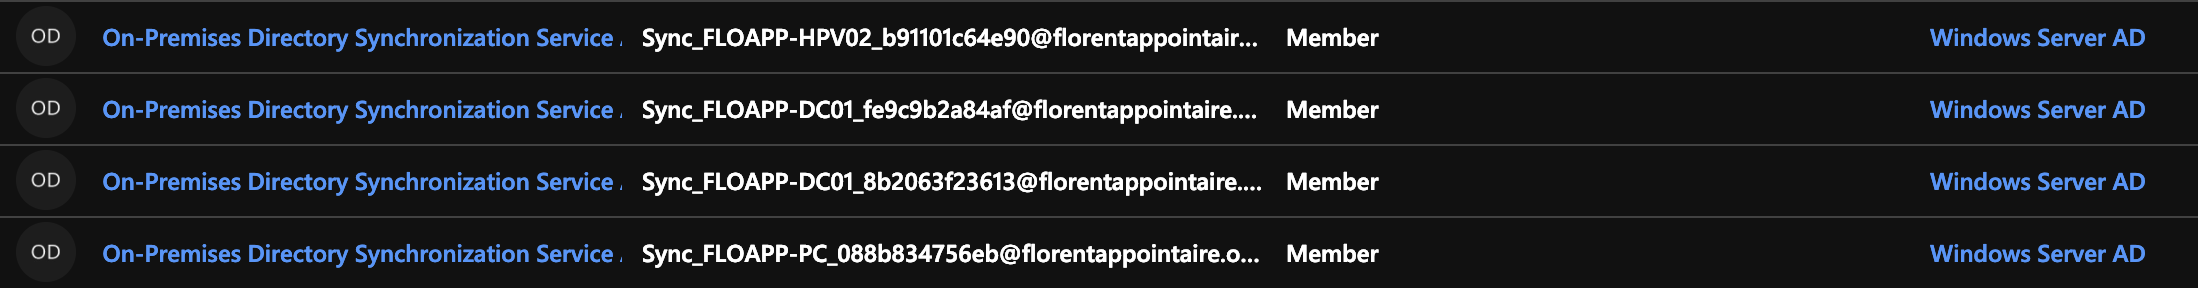 OD On-Premises Directory Synchronization Service Sync_FLOAPP-HPV02_b91101c64e90@florentappointair... Member Windows Server AD
OD On-Premises Directory Synchronization Service Sync_FLOAPP-DC01_fe9c9b2a84af@florentappointaire.... Member Windows Server AD
OD On-Premises Directory Synchronization Service Sync_FLOAPP-DC01_8b2063f23613@florentappointaire.... Member Windows Server AD
OD On-Premises Directory Synchronization Service Sync_FLOAPP-PC_088b834756eb@florentappointaire.o... Member Windows Server AD